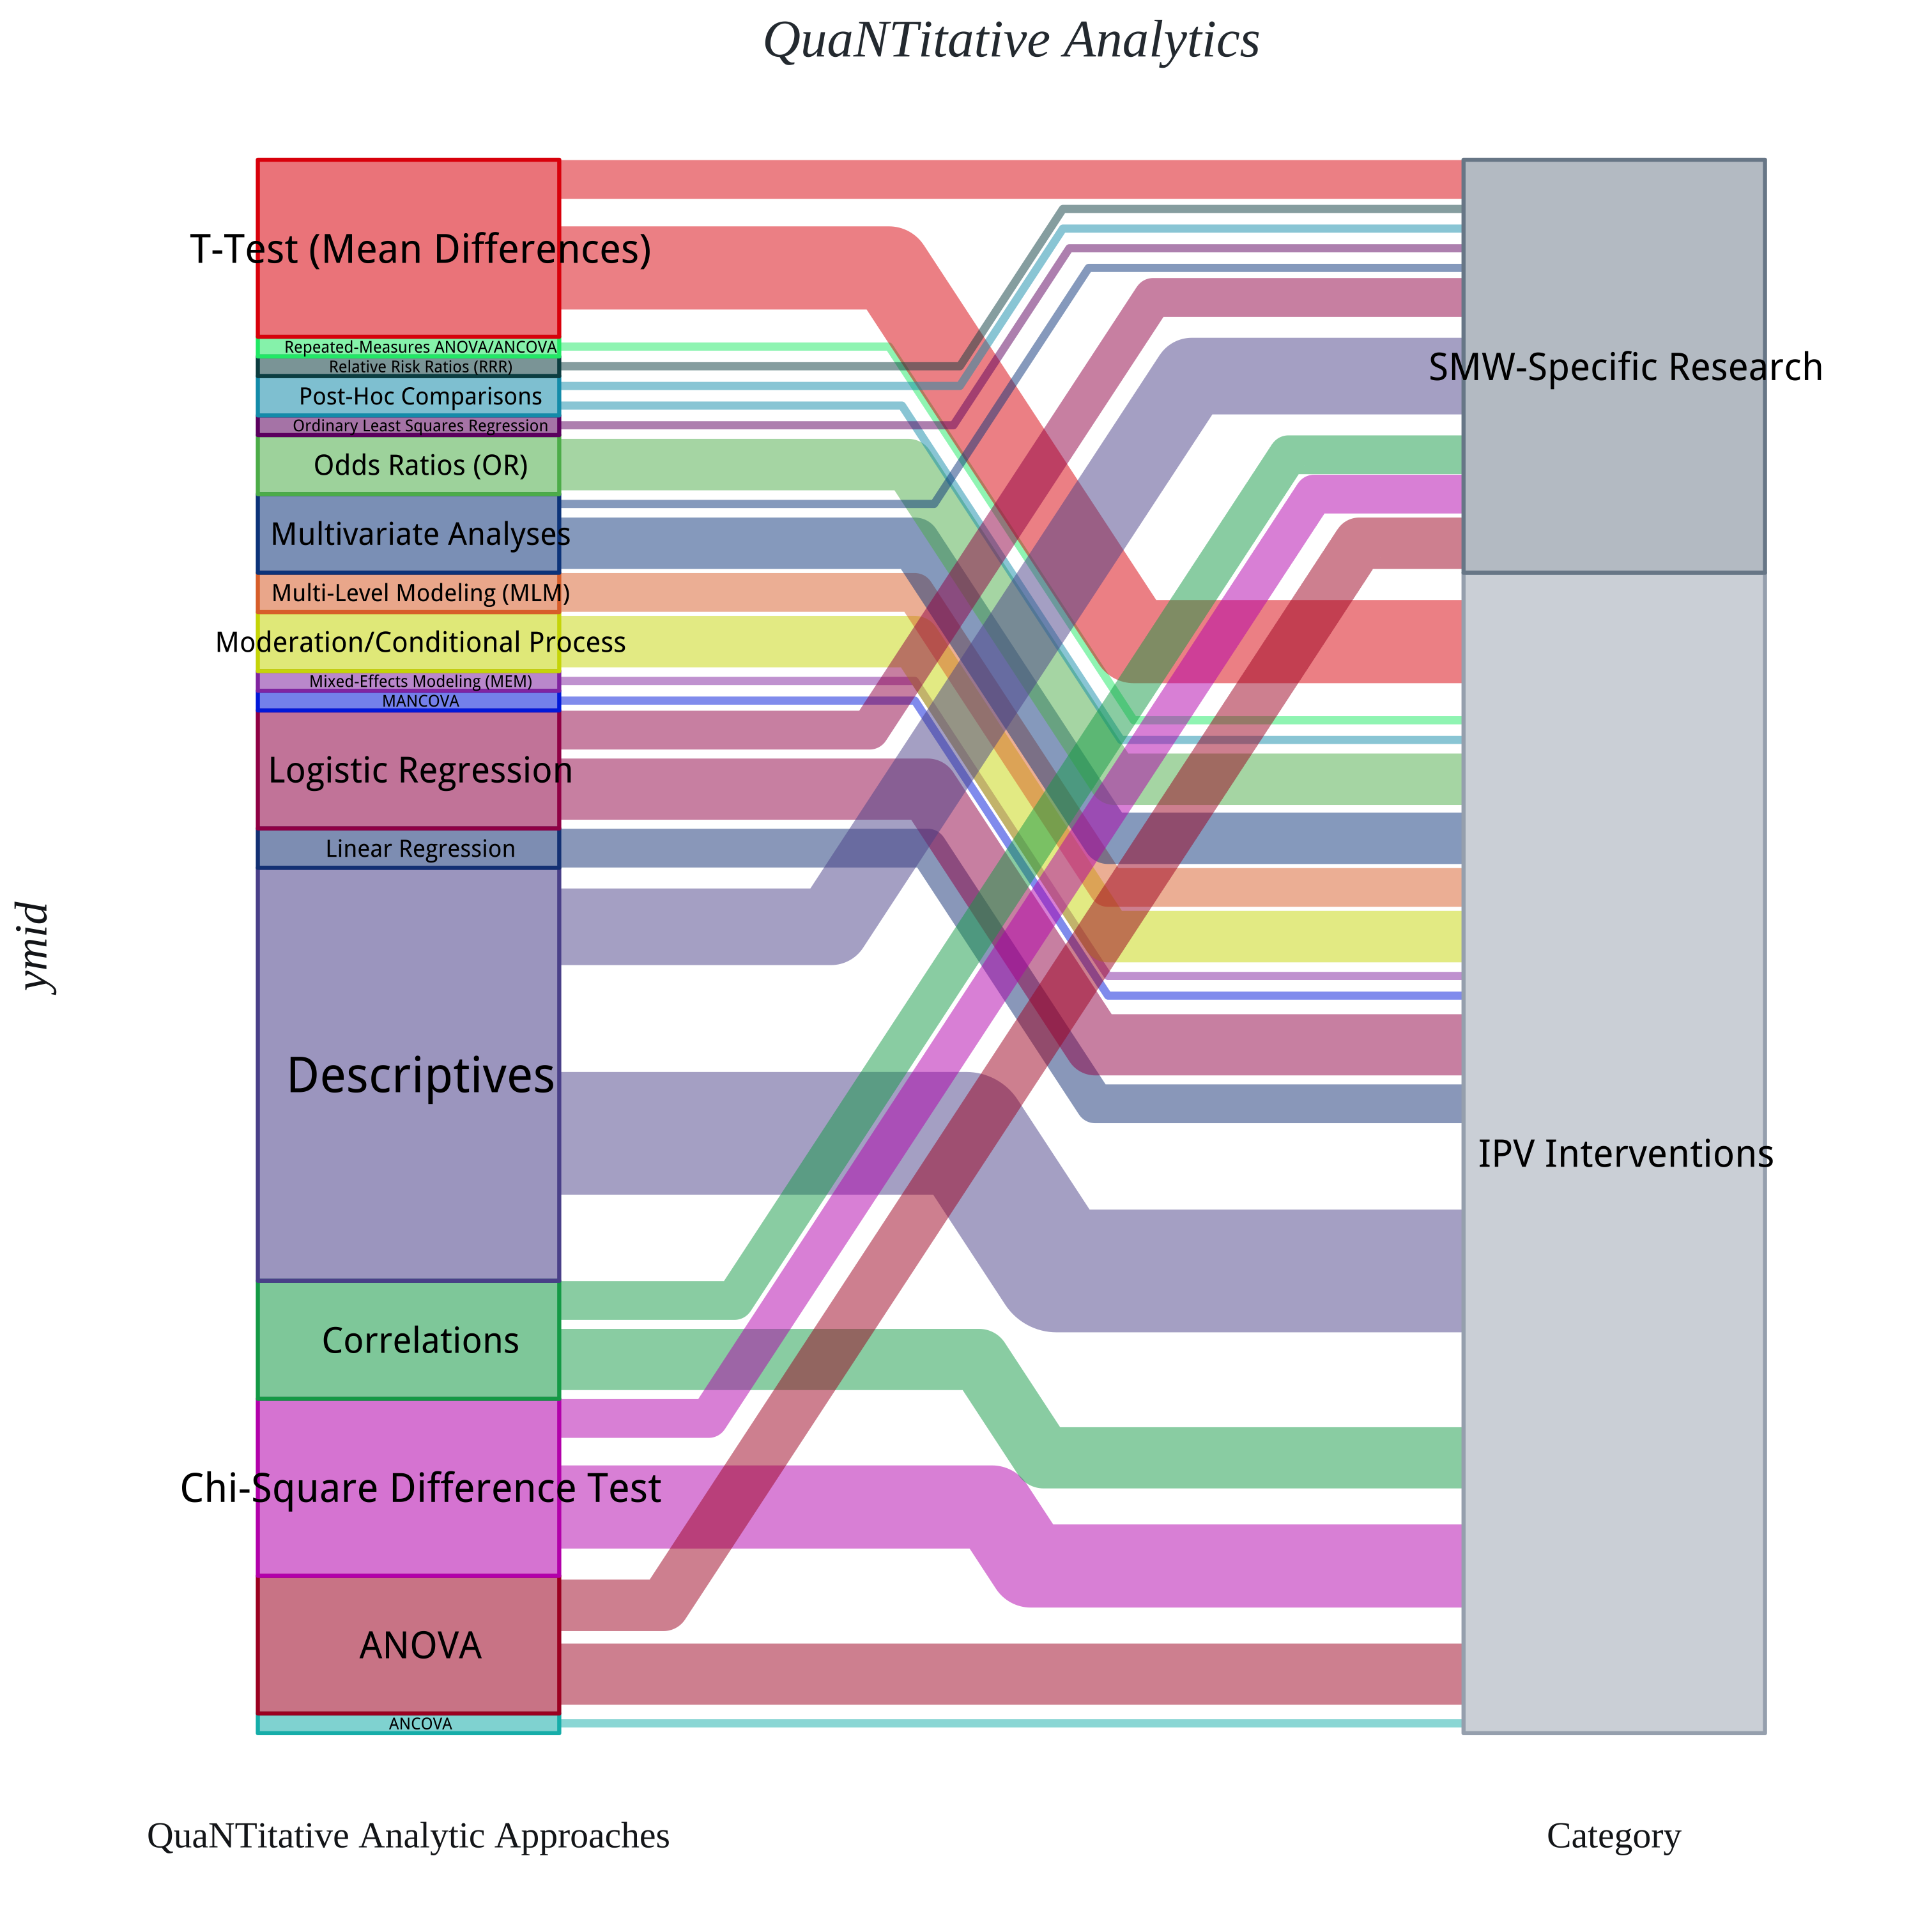 QuaNTitative Analytics
T-Test (Mean Differences)
Repeated-Measures ANOVA/ANCOVA
Relative Risk Ratios (RRR)
Post-Hoc Comparisons
Ordinary Least Squares Regression
Odds Ratios (OR)
Multivariate Analyses
Multi-Level Modeling (MLM)
Moderation/Conditional Process
Mixed-Effects Modeling (MEM)
MANCOVA
Logistic Regression
Linear Regression
Descriptives
Correlations
Chi-Square Difference Test
ANOVA
ANCOVA
SMW-Specific Research
IPV Interventions
ymid
QuaNTitative Analytic Approaches
Category